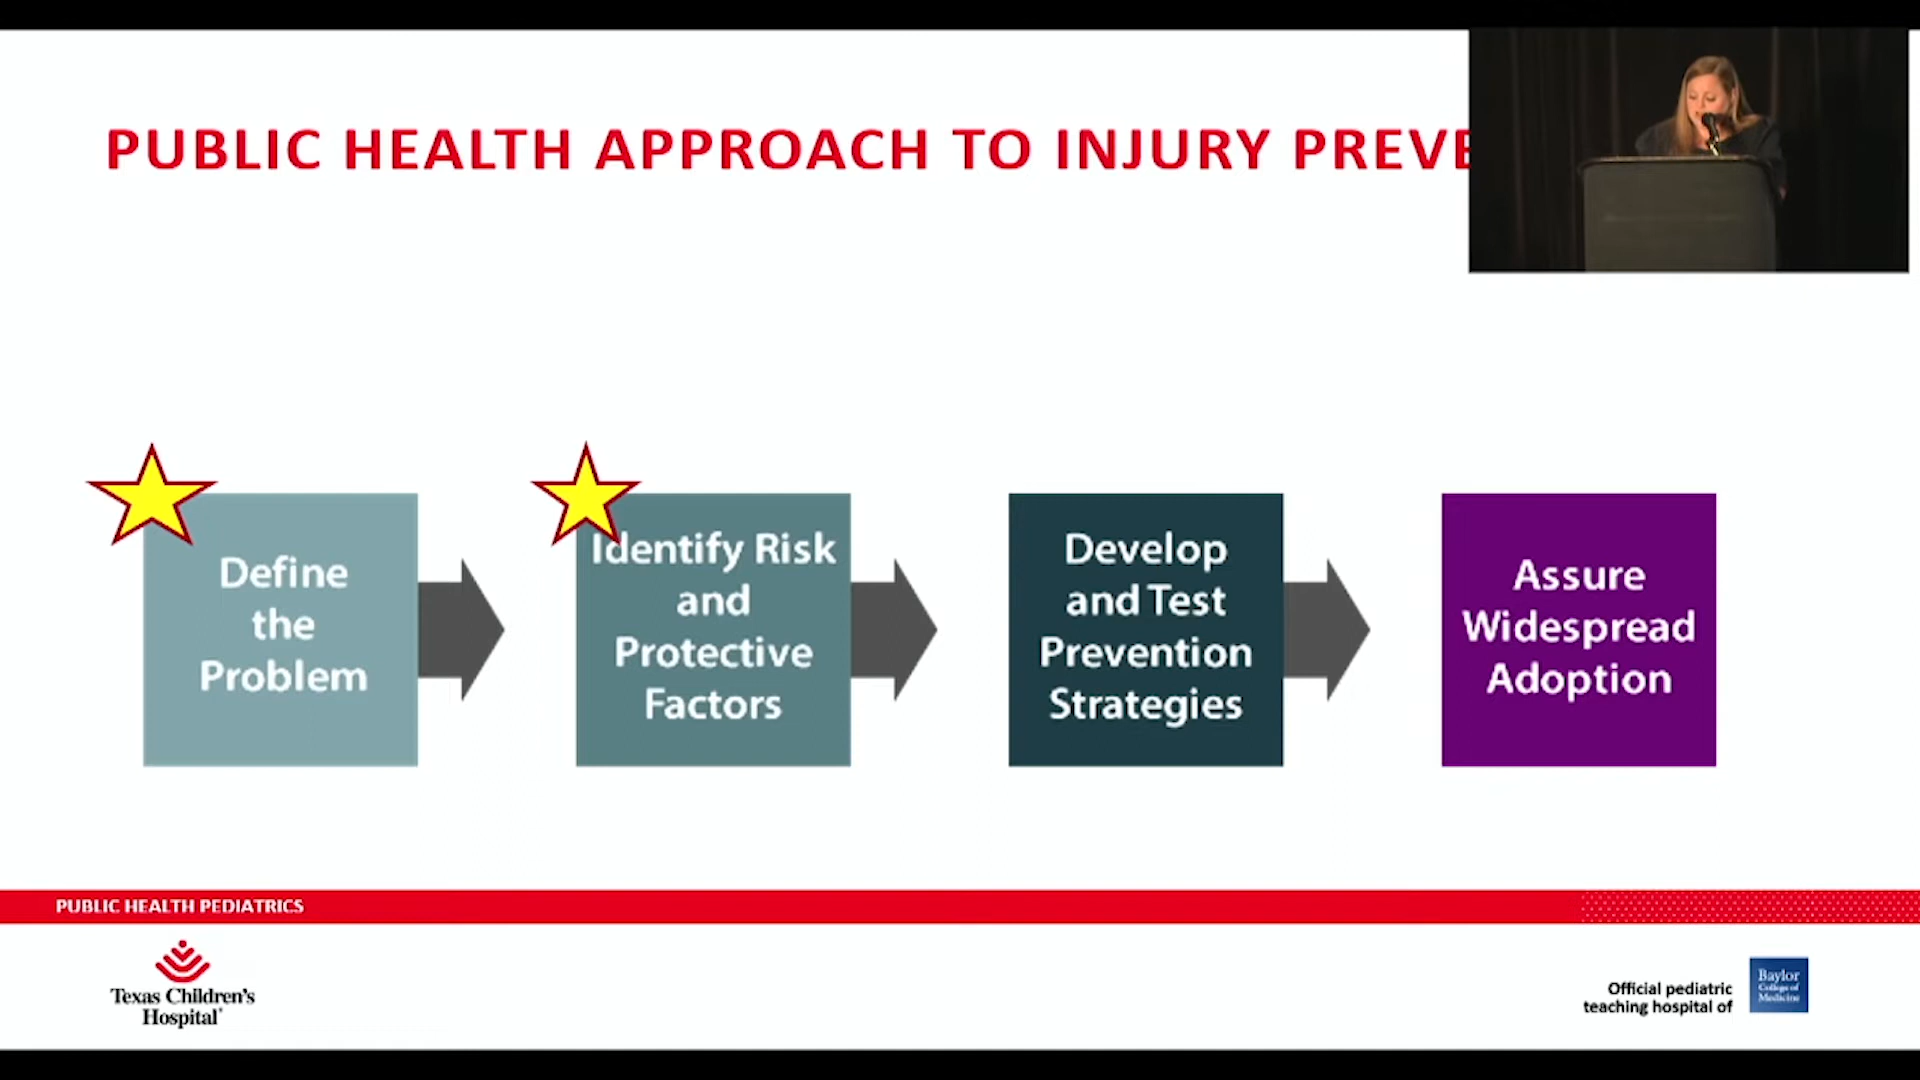 PUBLIC HEALTH APPROACH TO INJURY PREVE
Define
the
Problem
Identify Risk
and
Protective
Factors
Develop
and Test
Prevention
Strategies
Assure
Widespread
Adoption
PUBLIC HEALTH PEDIATRICS
Texas Children's
Hospital
Official pediatric
teaching hospital of
Baylor
College of
Medicine